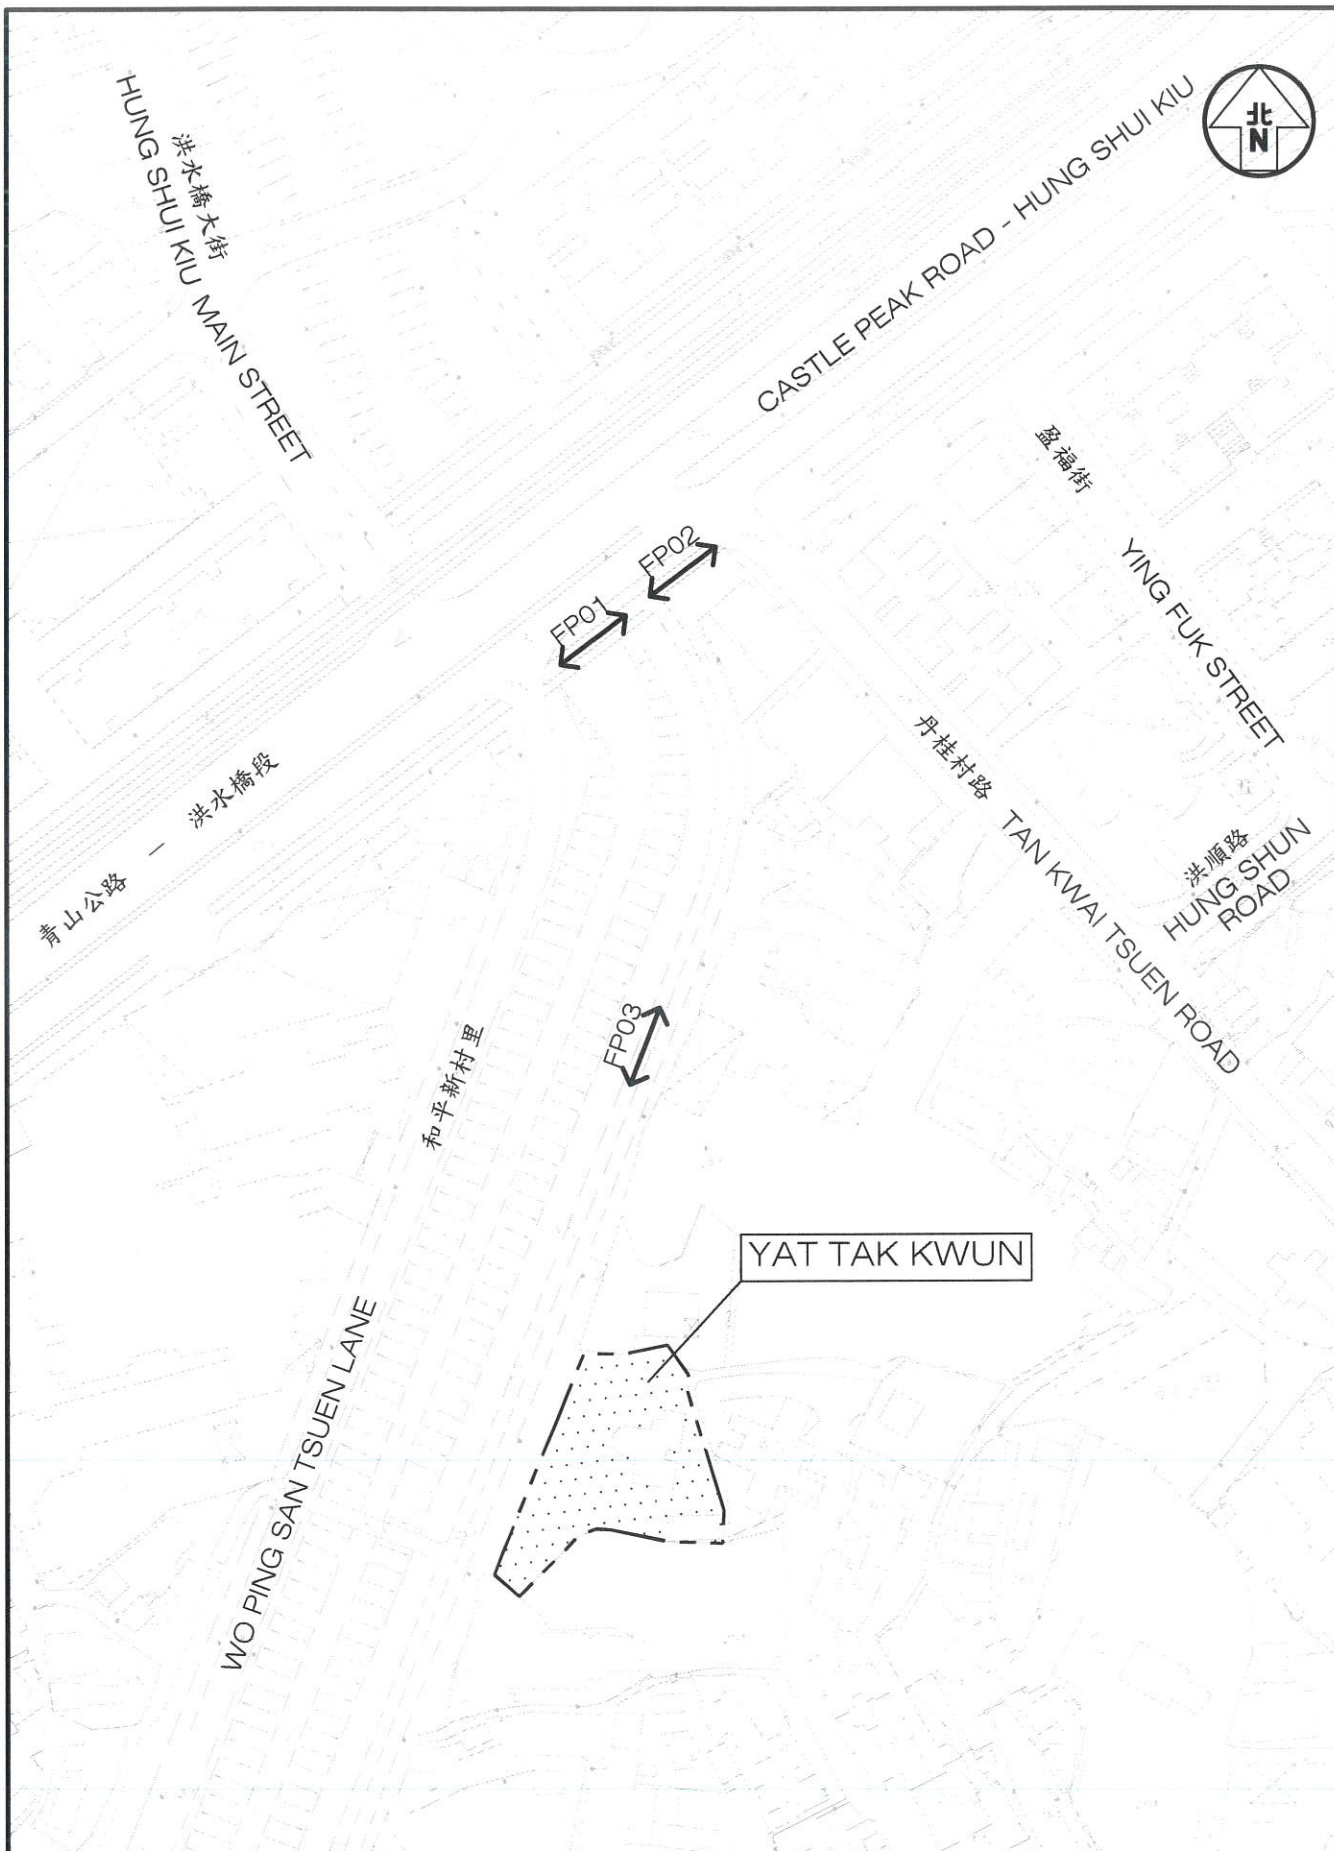 北
N
洪水橋大街
HUNG SHUI KIU MAIN STREET
CASTLE PEAK ROAD - HUNG SHUI KIU
盈福街
YING FUK STREET
FP02
FP01
青山公路 － 洪水橋段
丹桂村路 TAN KWAI TSUEN ROAD
洪順路
HUNG SHUN
ROAD
FP03
和平新村里
WO PING SAN TSUEN LANE
YAT TAK KWUN